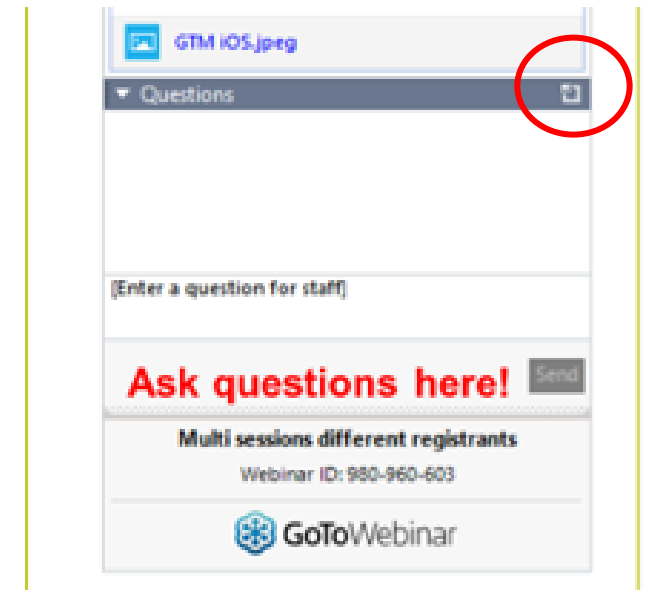 GTM iOS.jpeg
Questions
[Enter a question for staff]
Ask questions here!
Send
Multi sessions different registrants
Webinar ID: 980-960-603
GoToWebinar